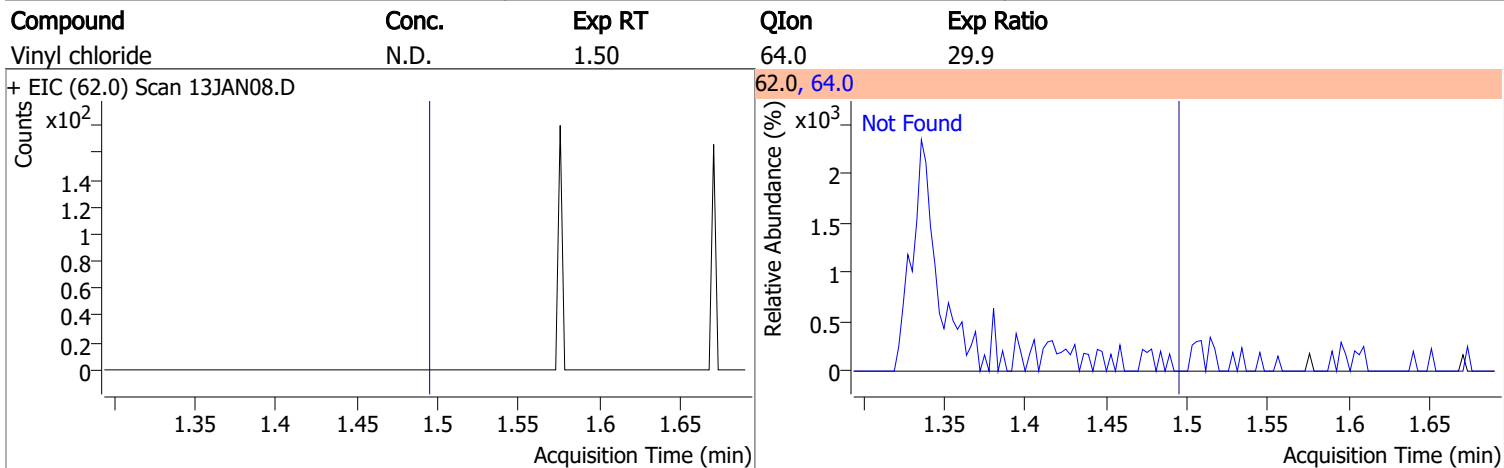 Compound Conc. Exp RT QIon Exp Ratio
Vinyl chloride N.D. 1.50 64.0 29.9
+ EIC (62.0) Scan 13JAN08.D
Counts
x10²
1.4
1.2
1
0.8
0.6
0.4
0.2
0
1.35 1.4 1.45 1.5 1.55 1.6 1.65
Acquisition Time (min)
62.0, 64.0
Relative Abundance (%)
x10³
Not Found
2
1.5
1
0.5
0
1.35 1.4 1.45 1.5 1.55 1.6 1.65
Acquisition Time (min)